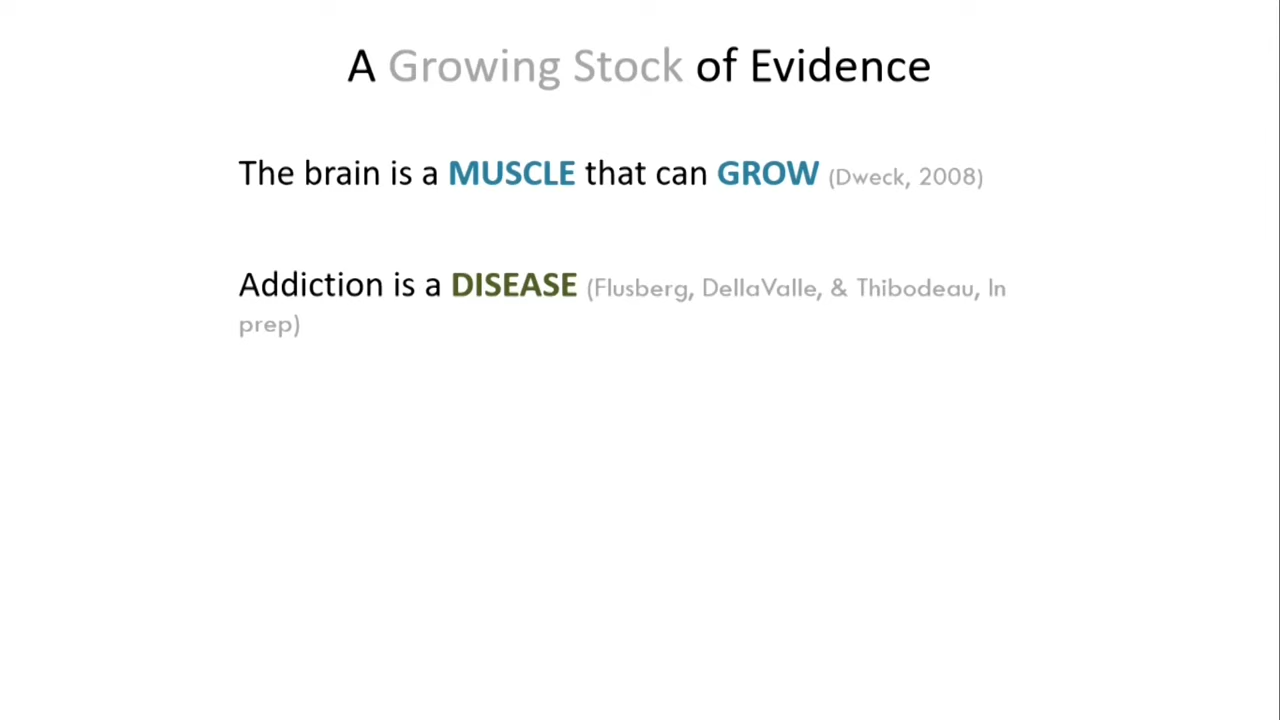 A Growing Stock of Evidence
The brain is a MUSCLE that can GROW (Dweck, 2008)
Addiction is a DISEASE (Flusberg, DellaValle, & Thibodeau, In
prep)